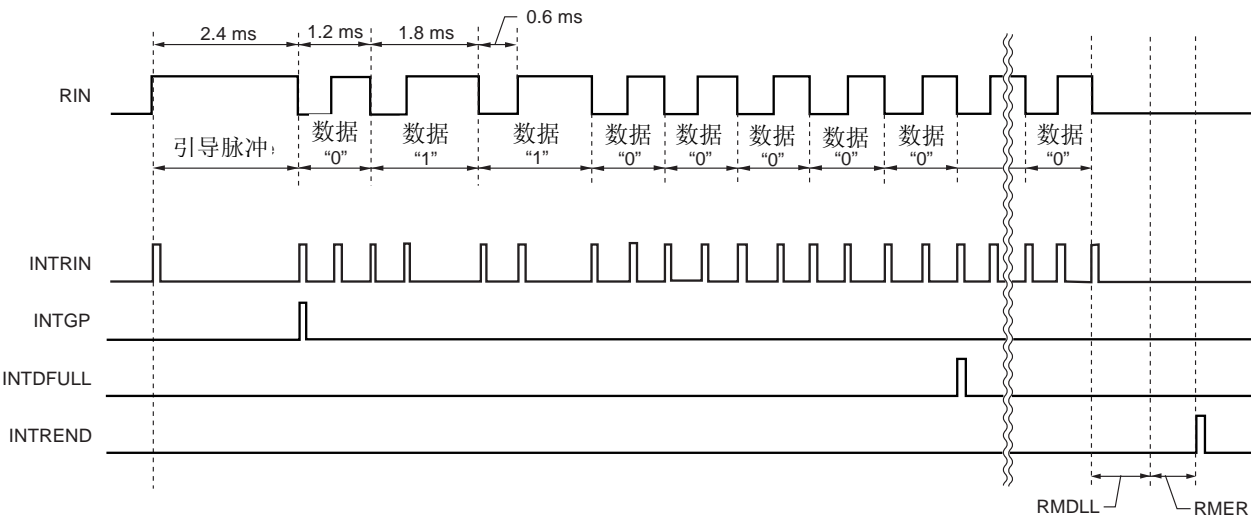 2.4 ms
1.2 ms
1.8 ms
0.6 ms
RIN
引导脉冲
数据
“0”
数据
“1”
数据
“1”
数据
“0”
数据
“0”
数据
“0”
数据
“0”
数据
“0”
数据
“0”
INTRIN
INTGP
INTDFULL
INTREND
RMDLL
RMER